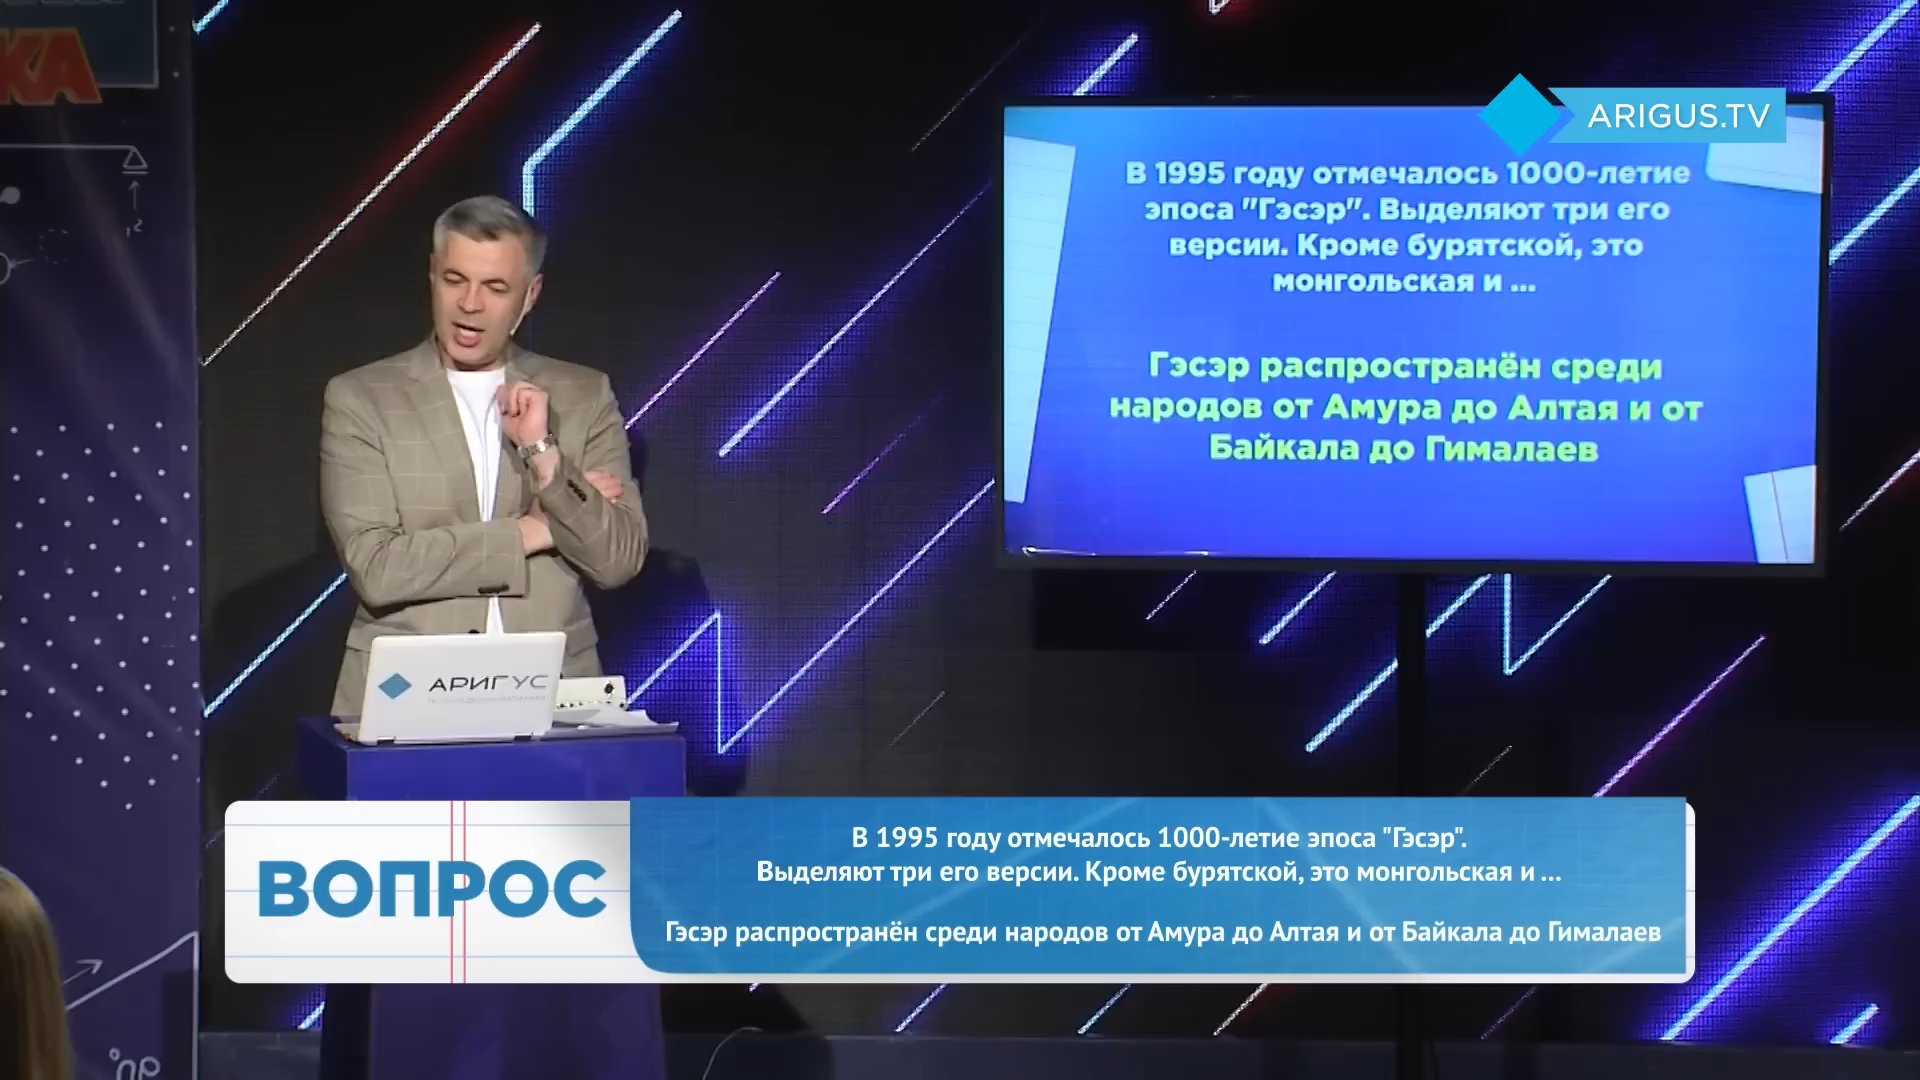 КА
ARIGUS.TV
В 1995 году отмечалось 1000-летие
эпоса "Гэсэр". Выделяют три его
версии. Кроме бурятской, это
монгольская и ...
Гэсэр распространён среди
народов от Амура до Алтая и от
Байкала до Гималаев
АРИГУС
ВОПРОС
В 1995 году отмечалось 1000-летие эпоса "Гэсэр".
Выделяют три его версии. Кроме бурятской, это монгольская и ...
Гэсэр распространён среди народов от Амура до Алтая и от Байкала до Гималаев